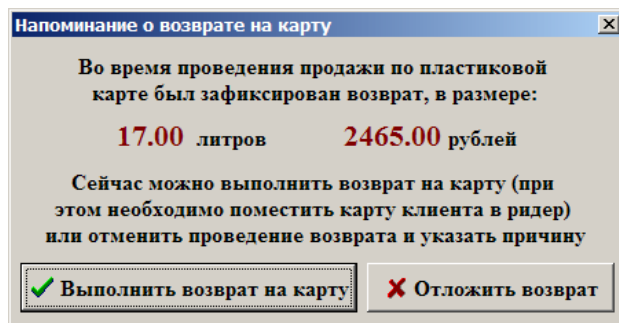 Напоминание о возврате на карту
Во время проведения продажи по пластиковой
карте был зафиксирован возврат, в размере:
17.00 литров 2465.00 рублей
Сейчас можно выполнить возврат на карту (при
этом необходимо поместить карту клиента в ридер)
или отменить проведение возврата и указать причину
Выполнить возврат на карту Отложить возврат